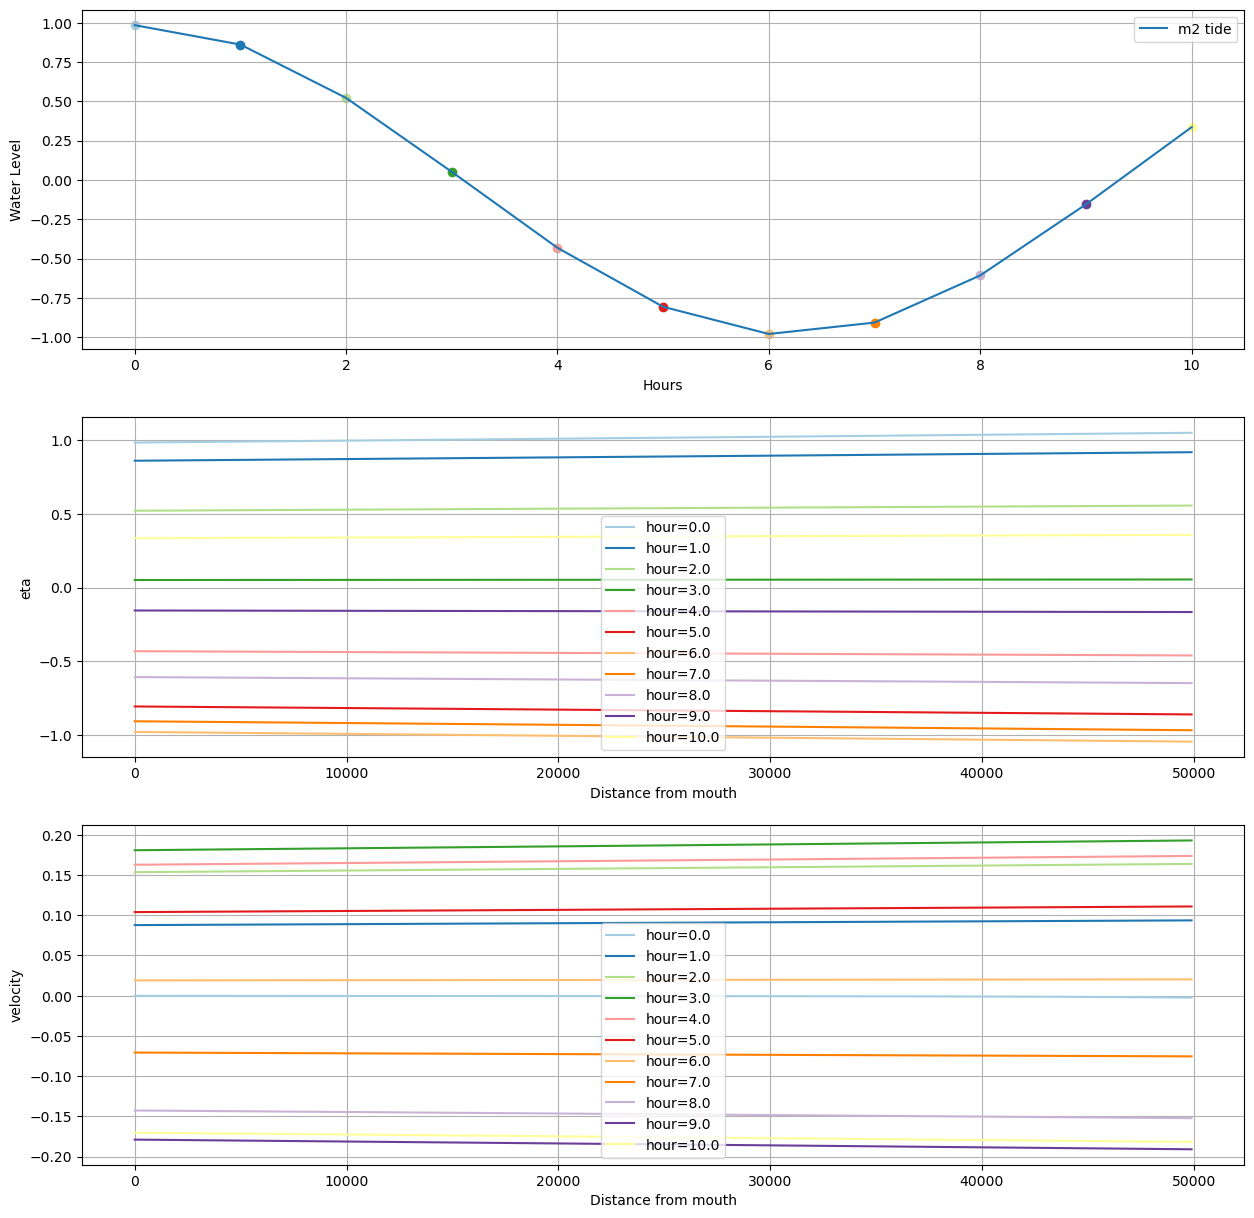 1.00
0.75
0.50
0.25
0.00
−0.25
−0.50
−0.75
−1.00
Water Level
m2 tide
0 2 4 6 8 10
Hours
1.0
0.5
0.0
−0.5
−1.0
eta
hour=0.0
hour=1.0
hour=2.0
hour=3.0
hour=4.0
hour=5.0
hour=6.0
hour=7.0
hour=8.0
hour=9.0
hour=10.0
0 10000 20000 30000 40000 50000
Distance from mouth
0.20
0.15
0.10
0.05
0.00
−0.05
−0.10
−0.15
−0.20
velocity
hour=0.0
hour=1.0
hour=2.0
hour=3.0
hour=4.0
hour=5.0
hour=6.0
hour=7.0
hour=8.0
hour=9.0
hour=10.0
0 10000 20000 30000 40000 50000
Distance from mouth